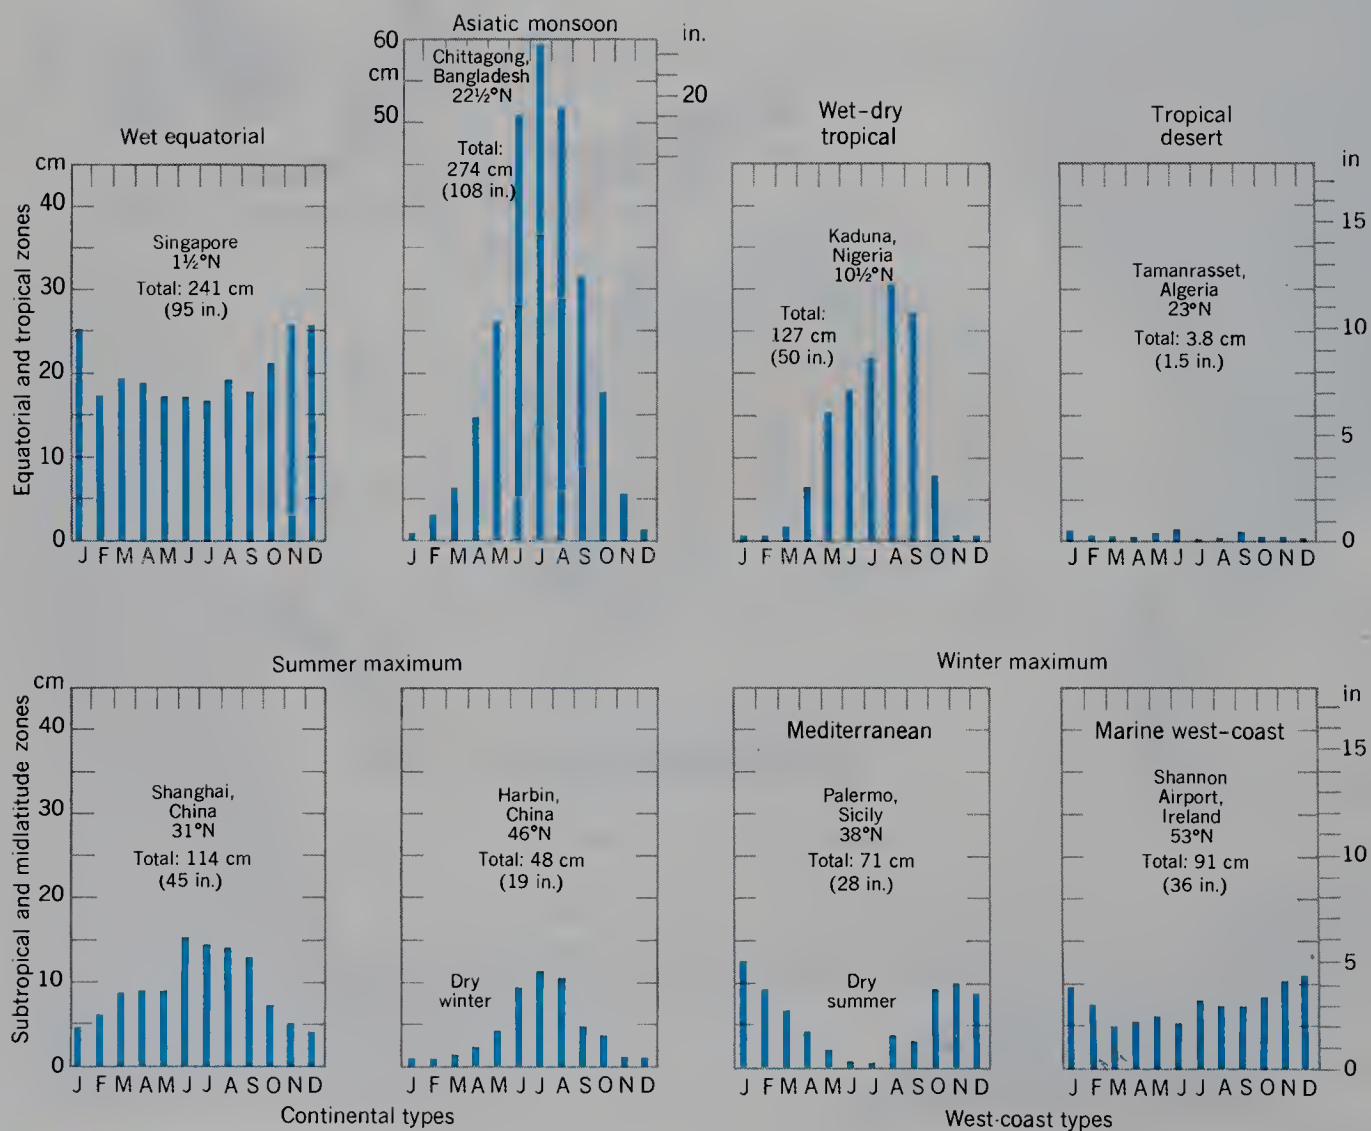 Asiatic monsoon
60
cm
50
in.
20
Chittagong,
Bangladesh
22½°N
Total:
274 cm
(108 in.)
J F M A M J J A S O N D
Equatorial and tropical zones
Wet equatorial
cm
40
30
20
10
0
Singapore
1½°N
Total: 241 cm
(95 in.)
J F M A M J J A S O N D
Wet-dry
tropical
Kaduna,
Nigeria
10½°N
Total:
127 cm
(50 in.)
J F M A M J J A S O N D
Tropical
desert
in
15
10
5
0
Tamanrasset,
Algeria
23°N
Total: 3.8 cm
(1.5 in.)
J F M A M J J A S O N D
Subtropical and midlatitude zones
Summer maximum
cm
40
30
20
10
0
Shanghai,
China
31°N
Total: 114 cm
(45 in.)
J F M A M J J A S O N D
Harbin,
China
46°N
Total: 48 cm
(19 in.)
Dry
winter
J F M A M J J A S O N D
Continental types
Winter maximum
Mediterranean
Palermo,
Sicily
38°N
Total: 71 cm
(28 in.)
Dry
summer
J F M A M J J A S O N D
Marine west-coast
in
15
10
5
0
Shannon
Airport,
Ireland
53°N
Total: 91 cm
(36 in.)
J F M A M J J A S O N D
West-coast types